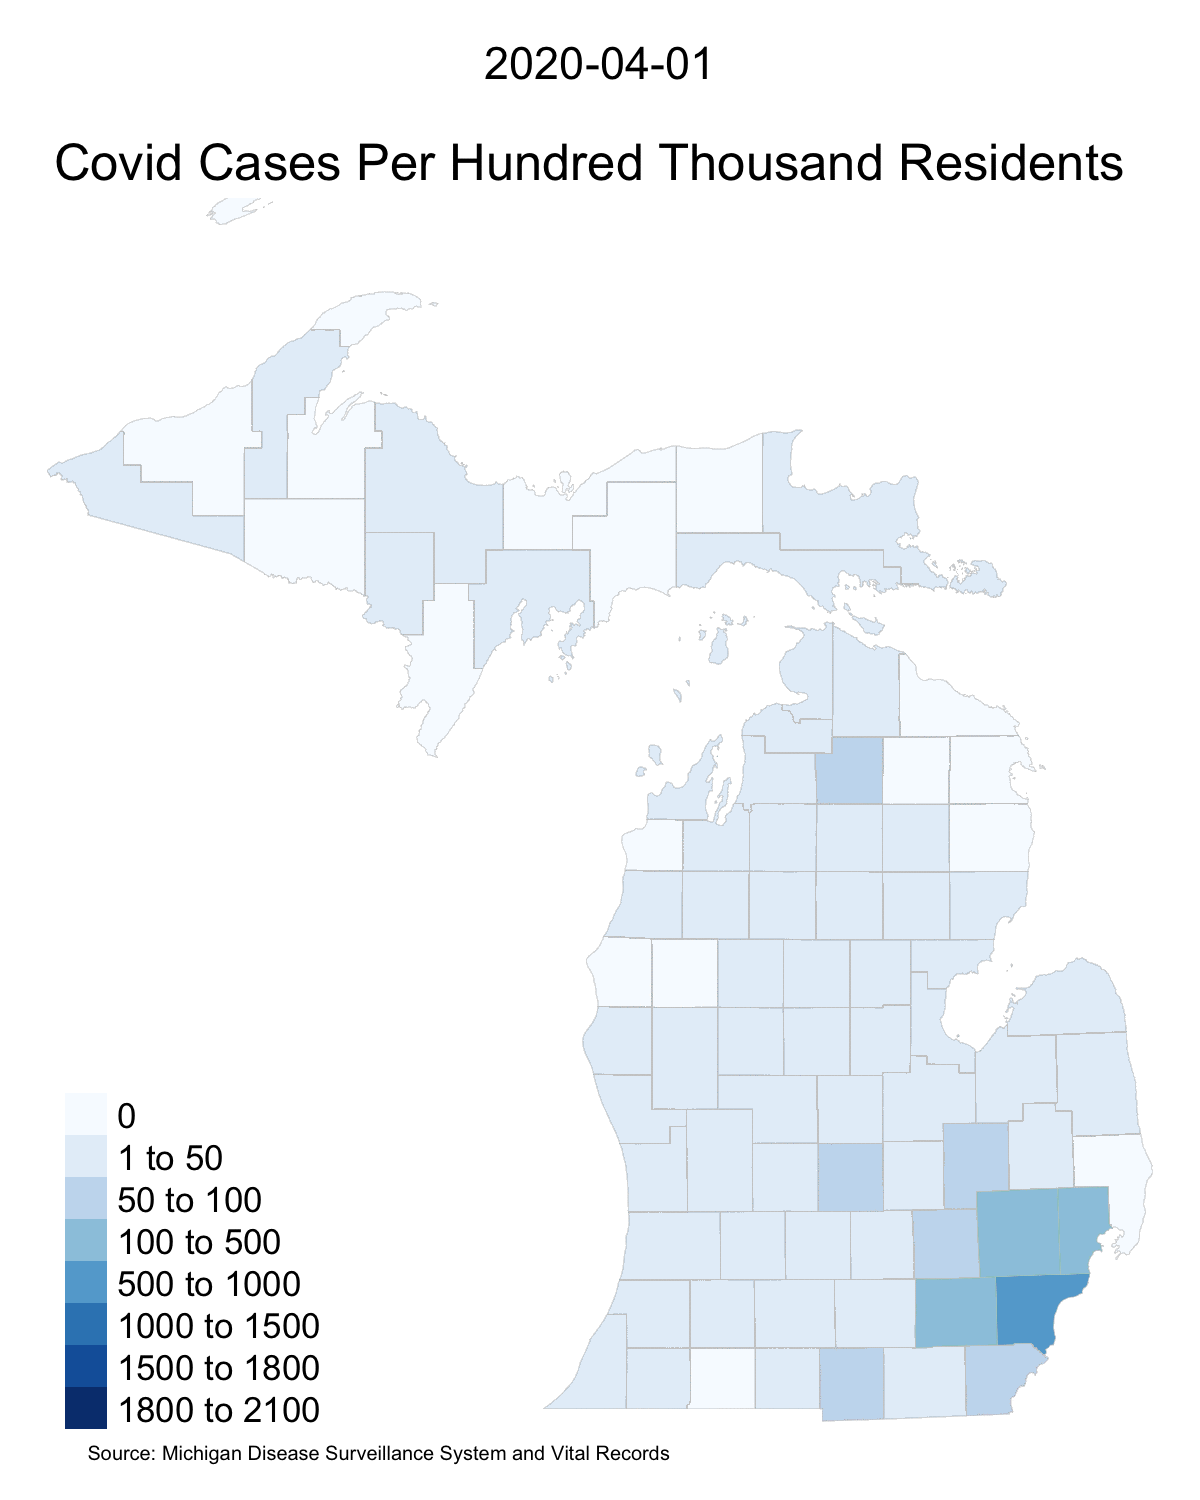 2020-04-01
Covid Cases Per Hundred Thousand Residents
0
1 to 50
50 to 100
100 to 500
500 to 1000
1000 to 1500
1500 to 1800
1800 to 2100
Source: Michigan Disease Surveillance System and Vital Records